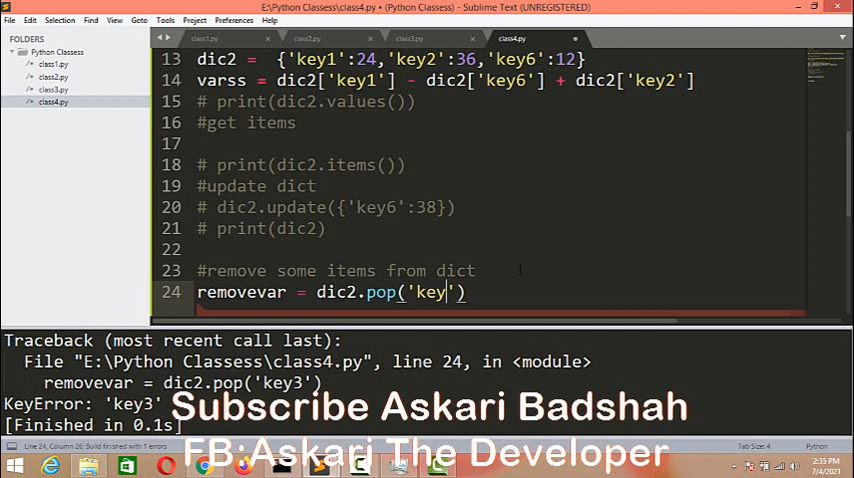 E:\Python Classess\class4.py • (Python Classess) - Sublime Text (UNREGISTERED)
File Edit Selection Find View Goto Tools Project Preferences Help
FOLDERS
Python Classess
class1.py
class2.py
class3.py
class4.py
class1.py class2.py class3.py class4.py
13 dic2 = {'key1':24,'key2':36,'key6':12}
14 varss = dic2['key1'] - dic2['key6'] + dic2['key2']
15 # print(dic2.values())
16 #get items
17
18 # print(dic2.items())
19 #update dict
20 # dic2.update({'key6':38})
21 # print(dic2)
22
23 #remove some items from dict
24 removevar = dic2.pop('key')
Traceback (most recent call last):
File "E:\Python Classess\class4.py", line 24, in <module>
removevar = dic2.pop('key3')
KeyError: 'key3'
[Finished in 0.1s]
Subscribe Askari Badshah
FB:Askari The Developer
Line 24, Column 26; Build finished with 1 errors Tab Size: 4 Python
2:35 PM
7/4/2021